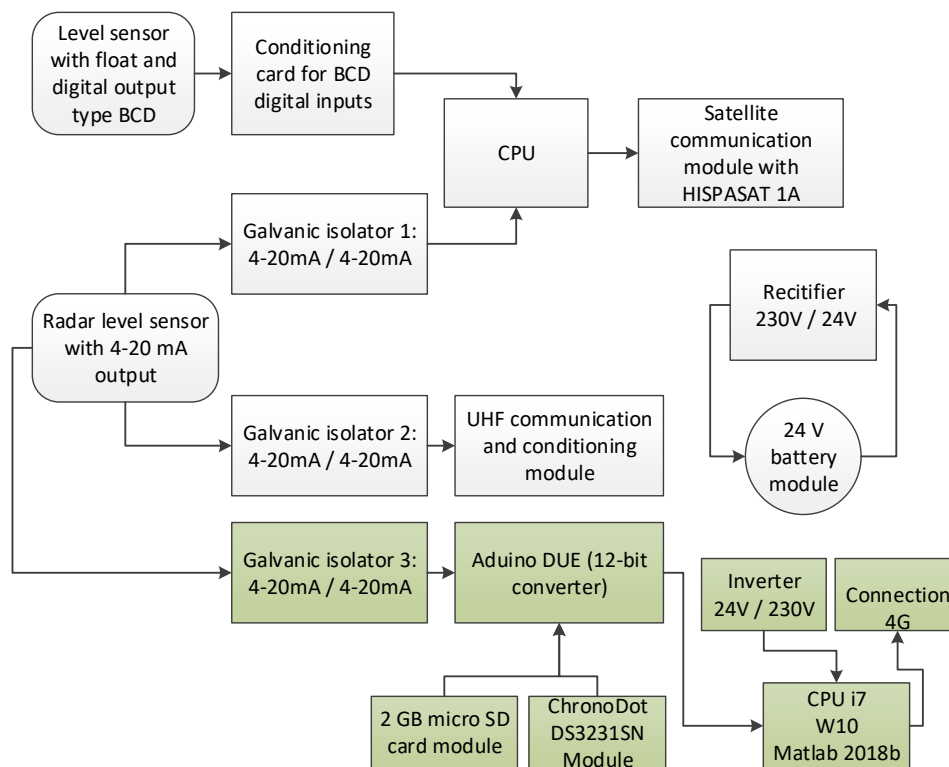 Level sensor
with float and
digital output
type BCD
Conditioning
card for BCD
digital inputs
CPU
Satellite
communication
module with
HISPASAT 1A
Galvanic isolator 1:
4-20mA / 4-20mA
Recitifier
230V / 24V
Radar level sensor
with 4-20 mA
output
Galvanic isolator 2:
4-20mA / 4-20mA
UHF communication
and conditioning
module
24 V
battery
module
Galvanic isolator 3:
4-20mA / 4-20mA
Aduino DUE (12-bit
converter)
Inverter
24V / 230V
Connection
4G
2 GB micro SD
card module
ChronoDot
DS3231SN
Module
CPU i7
W10
Matlab 2018b